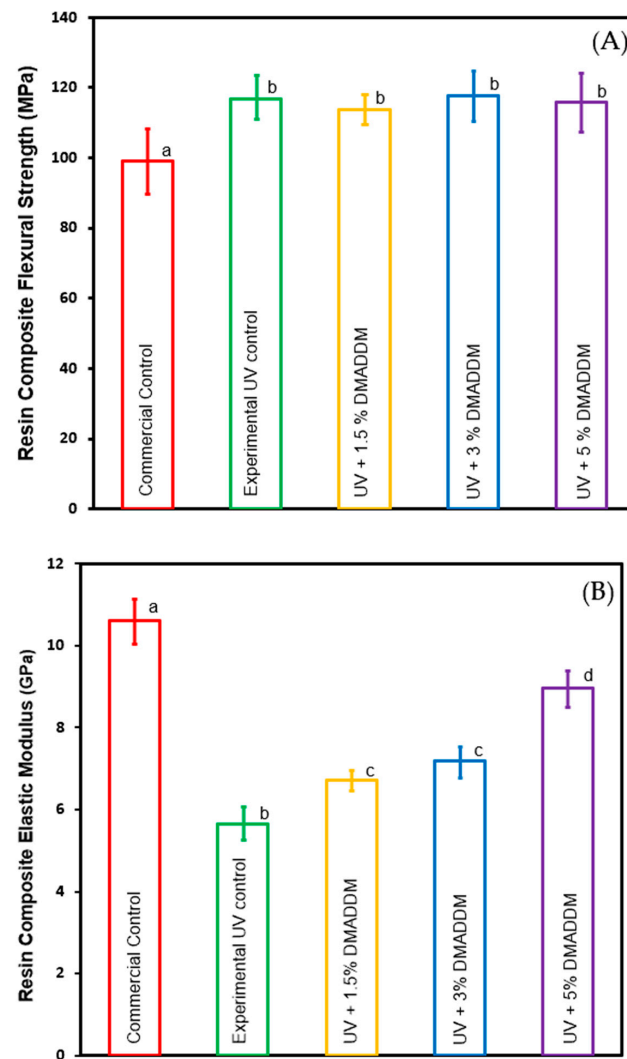 (A)
Resin Composite Flexural Strength (MPa)
140
120
100
80
60
40
20
0
a
b
b
b
b
Commercial Control
Experimental UV control
UV + 1.5 % DMADDM
UV + 3 % DMADDM
UV + 5 % DMADDM
(B)
Resin Composite Elastic Modulus (GPa)
12
10
8
6
4
2
0
a
b
c
c
d
Commercial Control
Experimental UV control
UV + 1.5% DMADDM
UV + 3% DMADDM
UV + 5% DMADDM